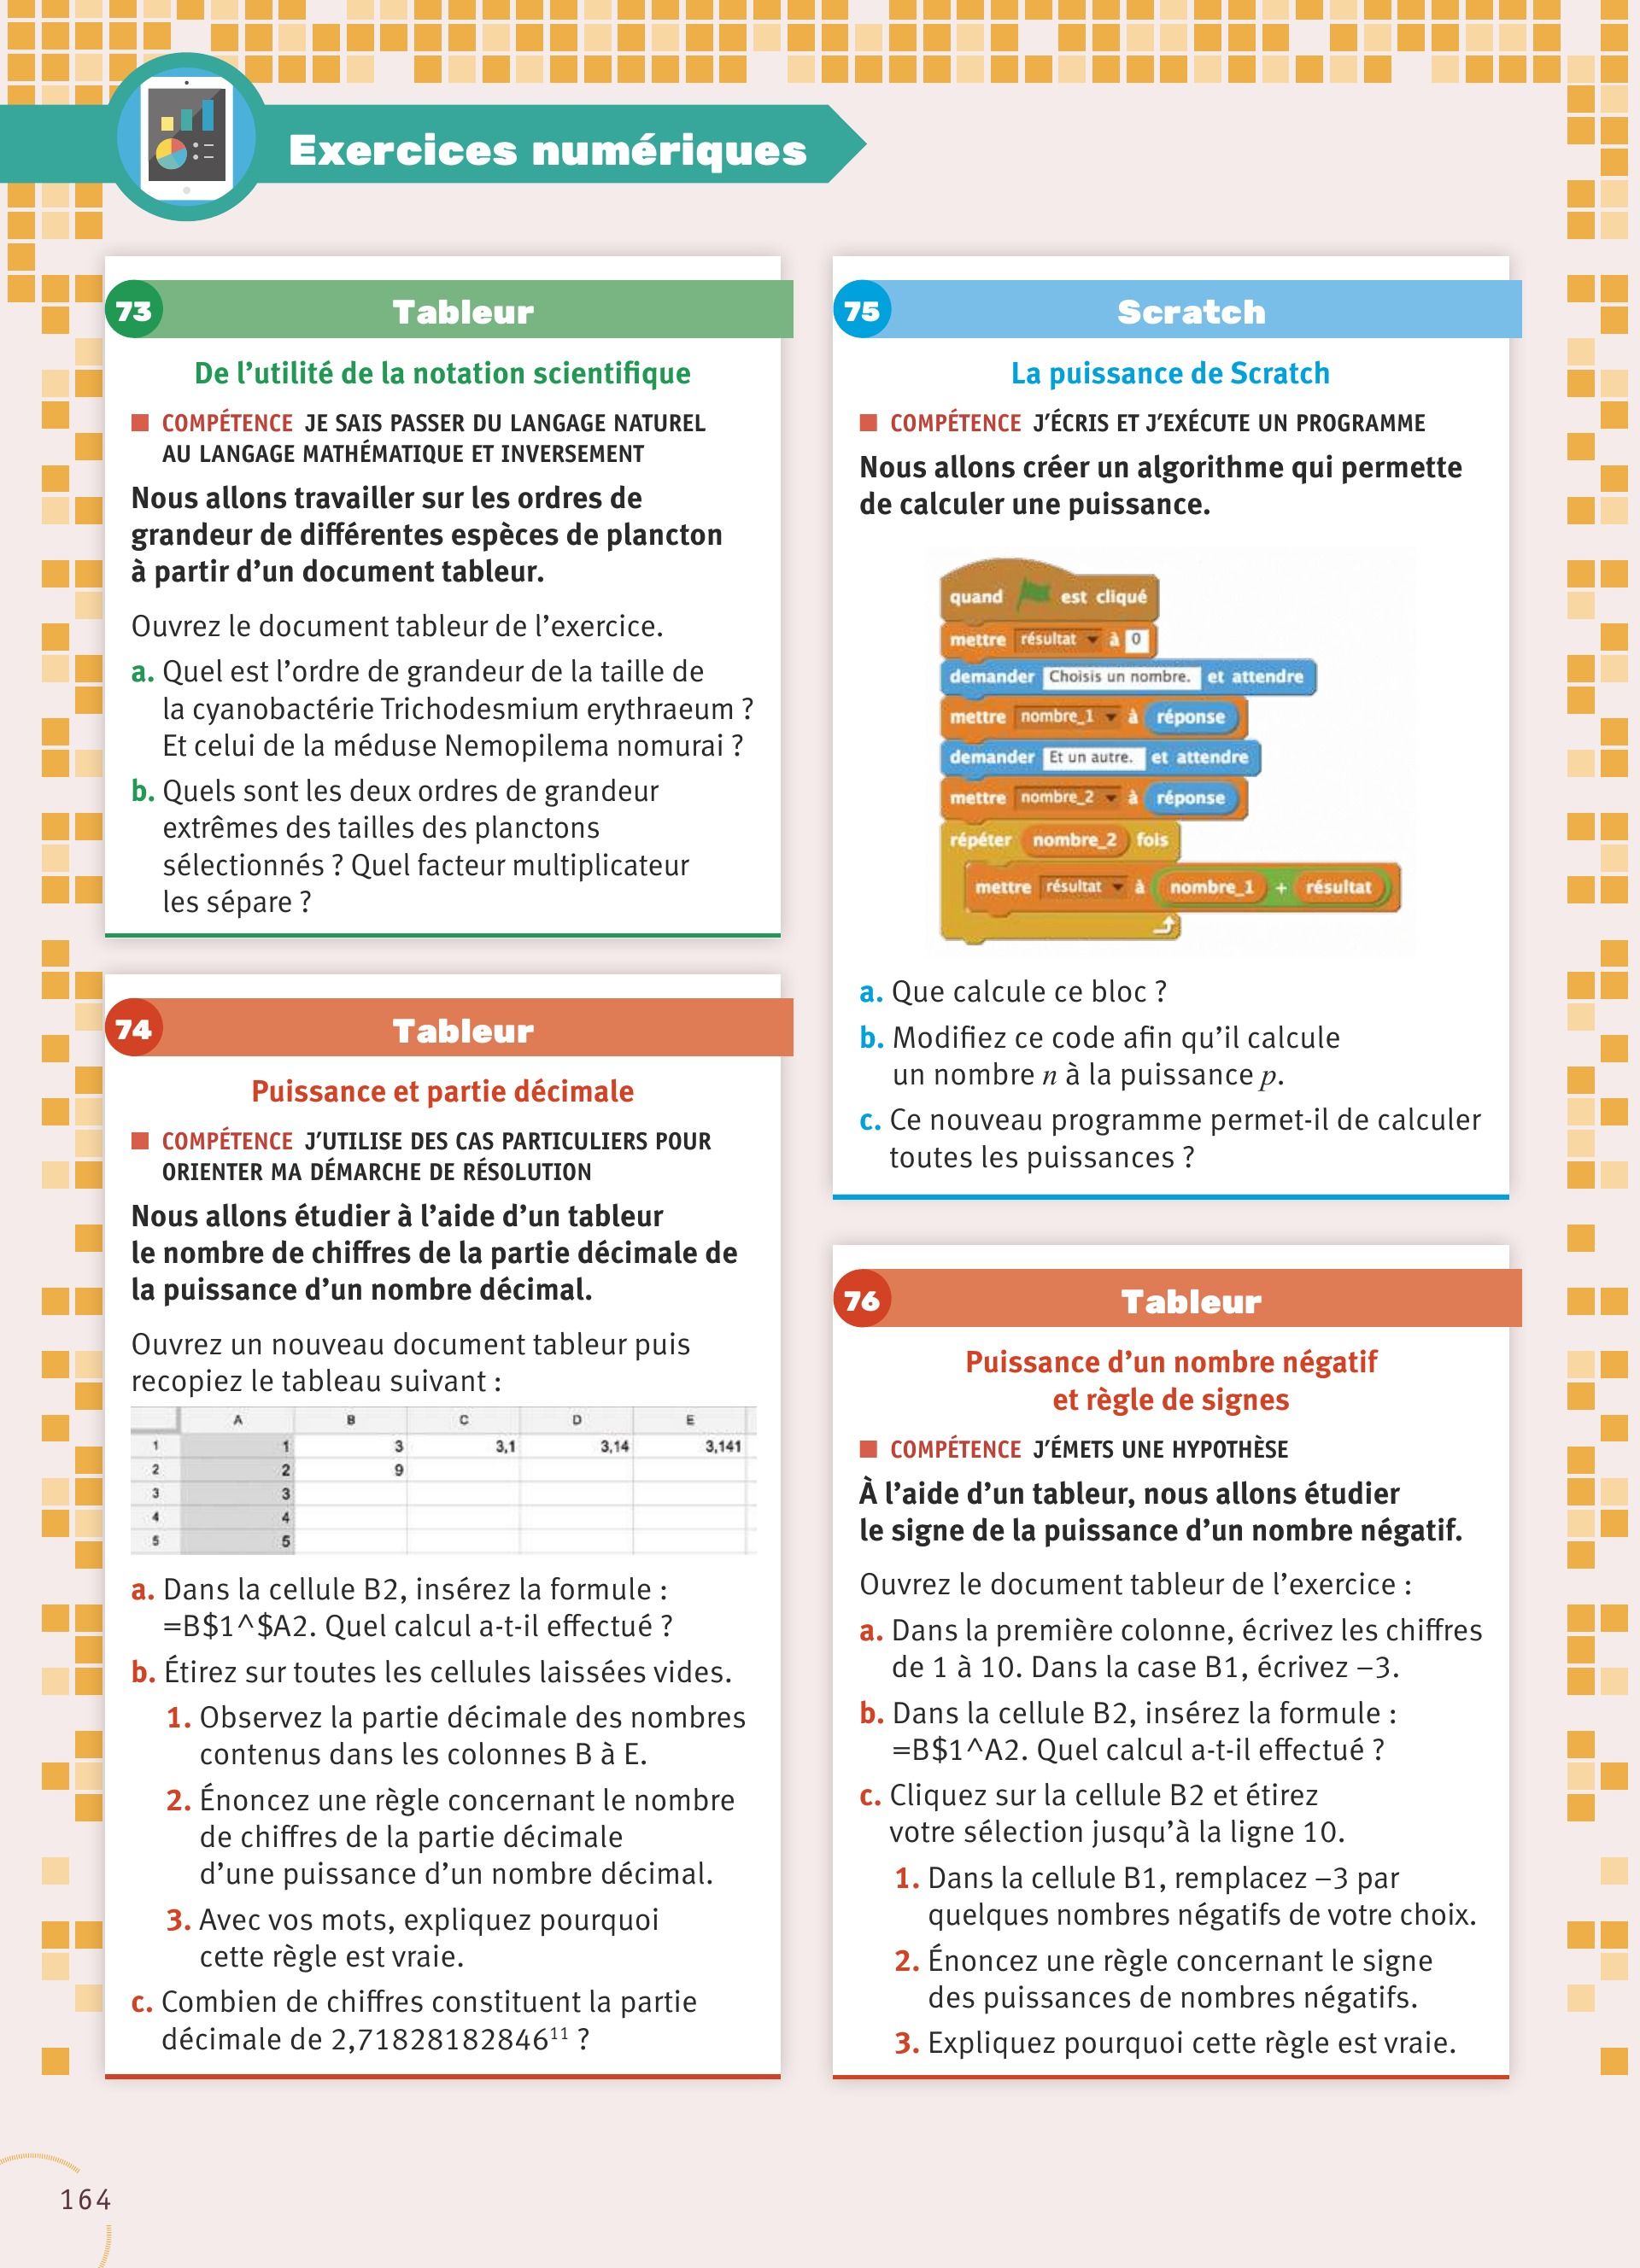 Exercices numériques
73
Tableur
De l’utilité de la notation scientifique
COMPÉTENCE JE SAIS PASSER DU LANGAGE NATUREL
AU LANGAGE MATHÉMATIQUE ET INVERSEMENT
Nous allons travailler sur les ordres de
grandeur de différentes espèces de plancton
à partir d’un document tableur.
Ouvrez le document tableur de l’exercice.
a. Quel est l’ordre de grandeur de la taille de
la cyanobactérie Trichodesmium erythraeum ?
Et celui de la méduse Nemopilema nomurai ?
b. Quels sont les deux ordres de grandeur
extrêmes des tailles des planctons
sélectionnés ? Quel facteur multiplicateur
les sépare ?
74
Tableur
Puissance et partie décimale
COMPÉTENCE J’UTILISE DES CAS PARTICULIERS POUR
ORIENTER MA DÉMARCHE DE RÉSOLUTION
Nous allons étudier à l’aide d’un tableur
le nombre de chiffres de la partie décimale de
la puissance d’un nombre décimal.
Ouvrez un nouveau document tableur puis
recopiez le tableau suivant :
A B C D E
1 1 3 3,1 3,14 3,141
2 2 9
3 3
4 4
5 5
a. Dans la cellule B2, insérez la formule :
=B$1^$A2. Quel calcul a-t-il effectué ?
b. Étirez sur toutes les cellules laissées vides.
1. Observez la partie décimale des nombres
contenus dans les colonnes B à E.
2. Énoncez une règle concernant le nombre
de chiffres de la partie décimale
d’une puissance d’un nombre décimal.
3. Avec vos mots, expliquez pourquoi
cette règle est vraie.
c. Combien de chiffres constituent la partie
décimale de 2,71828182846¹¹ ?
75
Scratch
La puissance de Scratch
COMPÉTENCE J’ÉCRIS ET J’EXÉCUTE UN PROGRAMME
Nous allons créer un algorithme qui permette
de calculer une puissance.
quand est cliqué
mettre résultat à 0
demander Choisis un nombre. et attendre
mettre nombre_1 à réponse
demander Et un autre. et attendre
mettre nombre_2 à réponse
répéter nombre_2 fois
mettre résultat à nombre_1 + résultat
a. Que calcule ce bloc ?
b. Modifiez ce code afin qu’il calcule
un nombre n à la puissance p.
c. Ce nouveau programme permet-il de calculer
toutes les puissances ?
76
Tableur
Puissance d’un nombre négatif
et règle de signes
COMPÉTENCE J’ÉMETS UNE HYPOTHÈSE
À l’aide d’un tableur, nous allons étudier
le signe de la puissance d’un nombre négatif.
Ouvrez le document tableur de l’exercice :
a. Dans la première colonne, écrivez les chiffres
de 1 à 10. Dans la case B1, écrivez –3.
b. Dans la cellule B2, insérez la formule :
=B$1^A2. Quel calcul a-t-il effectué ?
c. Cliquez sur la cellule B2 et étirez
votre sélection jusqu’à la ligne 10.
1. Dans la cellule B1, remplacez –3 par
quelques nombres négatifs de votre choix.
2. Énoncez une règle concernant le signe
des puissances de nombres négatifs.
3. Expliquez pourquoi cette règle est vraie.
164